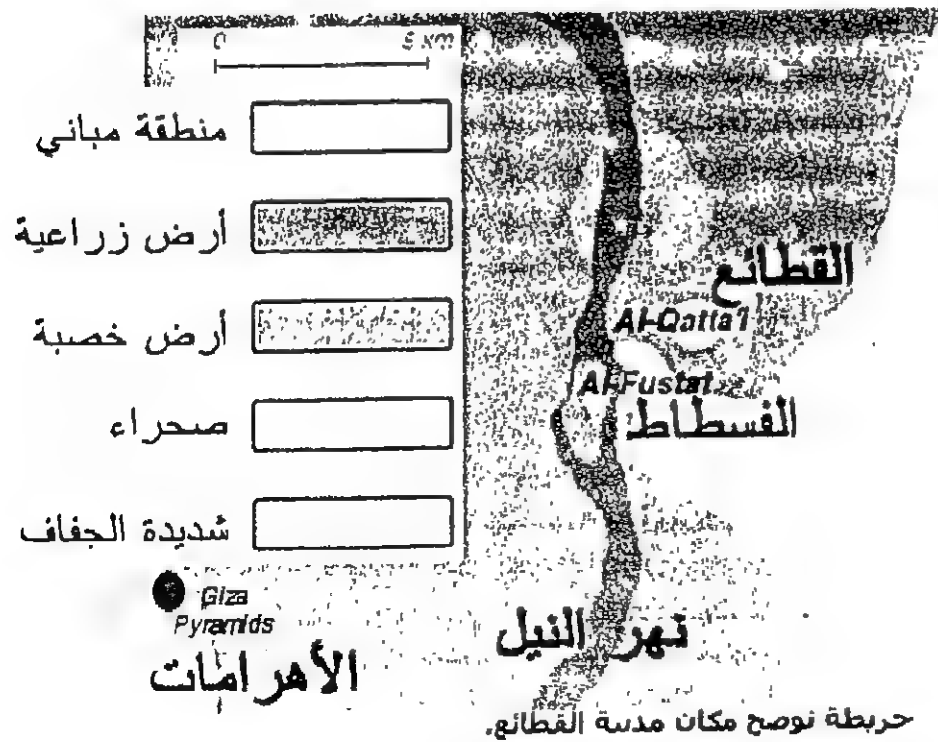 0 5 km
منطقة مباني
أرض زراعية
أرض خصبة
صحراء
شديدة الجفاف
القطائع
Al-Qatta'i
Al-Fustat
الفسطاط
Giza
Pyramids
الأهرامات
نهر النيل
خريطة توضح مكان مدينة القطائع.